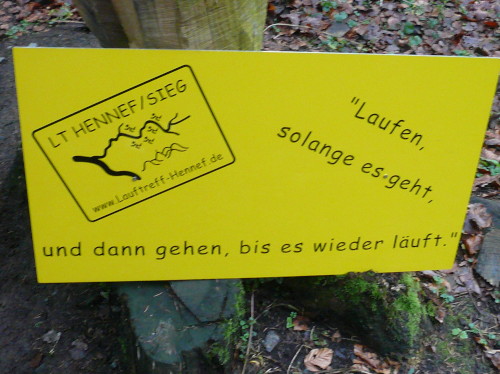 LT HENNEF/SIEG
www.Lauftreff-Hennef.de
"Laufen,
solange es geht,
und dann gehen, bis es wieder läuft."